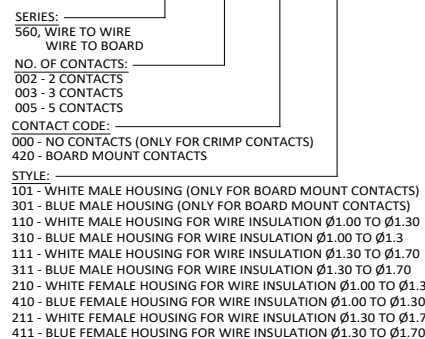 SERIES:
560, WIRE TO WIRE
WIRE TO BOARD
NO. OF CONTACTS:
002 - 2 CONTACTS
003 - 3 CONTACTS
005 - 5 CONTACTS
CONTACT CODE:
000 - NO CONTACTS (ONLY FOR CRIMP CONTACTS)
420 - BOARD MOUNT CONTACTS
STYLE:
101 - WHITE MALE HOUSING (ONLY FOR BOARD MOUNT CONTACTS)
301 - BLUE MALE HOUSING (ONLY FOR BOARD MOUNT CONTACTS)
110 - WHITE MALE HOUSING FOR WIRE INSULATION Ø1.00 TO Ø1.30
310 - BLUE MALE HOUSING FOR WIRE INSULATION Ø1.00 TO Ø1.3
111 - WHITE MALE HOUSING FOR WIRE INSULATION Ø1.30 TO Ø1.70
311 - BLUE MALE HOUSING FOR WIRE INSULATION Ø1.30 TO Ø1.70
210 - WHITE FEMALE HOUSING FOR WIRE INSULATION Ø1.00 TO Ø1.3
410 - BLUE FEMALE HOUSING FOR WIRE INSULATION Ø1.00 TO Ø1.30
211 - WHITE FEMALE HOUSING FOR WIRE INSULATION Ø1.30 TO Ø1.7
411 - BLUE FEMALE HOUSING FOR WIRE INSULATION Ø1.30 TO Ø1.70